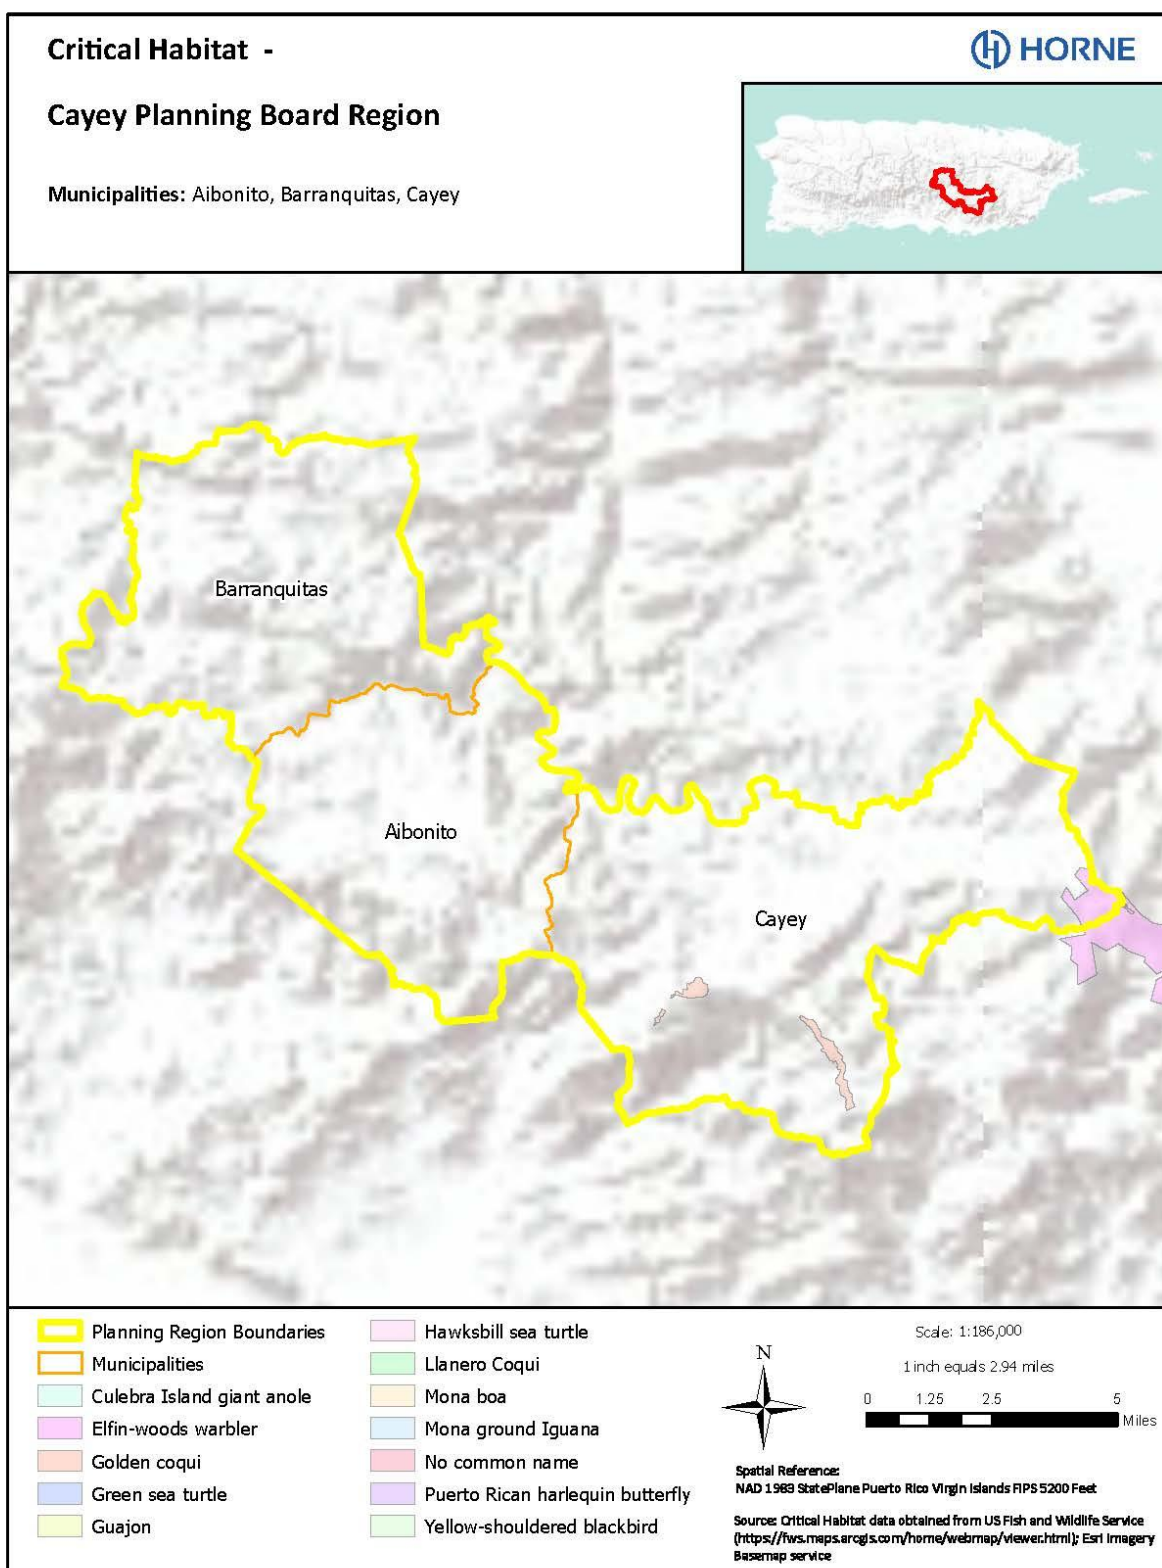 Critical Habitat -
HORNE
Cayey Planning Board Region
Municipalities: Aibonito, Barranquitas, Cayey
Barranquitas
Aibonito
Cayey
Planning Region Boundaries
Municipalities
Culebra Island giant anole
Elfin-woods warbler
Golden coqui
Green sea turtle
Guajon
Hawksbill sea turtle
Llanero Coqui
Mona boa
Mona ground Iguana
No common name
Puerto Rican harlequin butterfly
Yellow-shouldered blackbird
N
Scale: 1:186,000
1 inch equals 2.94 miles
0 1.25 2.5 5
Miles
Spatial Reference:
NAD 1983 StatePlane Puerto Rico Virgin Islands FIPS 5200 Feet
Source: Critical Habitat data obtained from US Fish and Wildlife Service
(https://fws.maps.arcgis.com/home/webmap/viewer.html); Esri Imagery
Basemap service